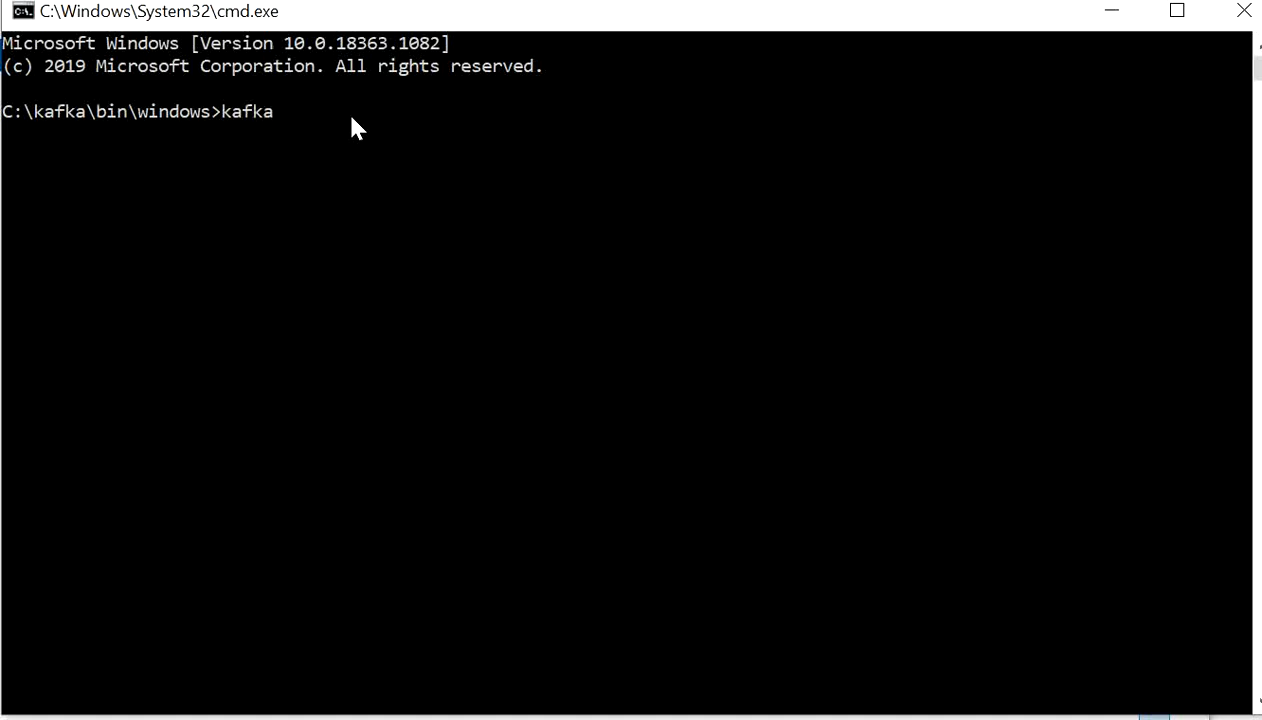 C:\Windows\System32\cmd.exe
Microsoft Windows [Version 10.0.18363.1082]
(c) 2019 Microsoft Corporation. All rights reserved.
C:\kafka\bin\windows>kafka